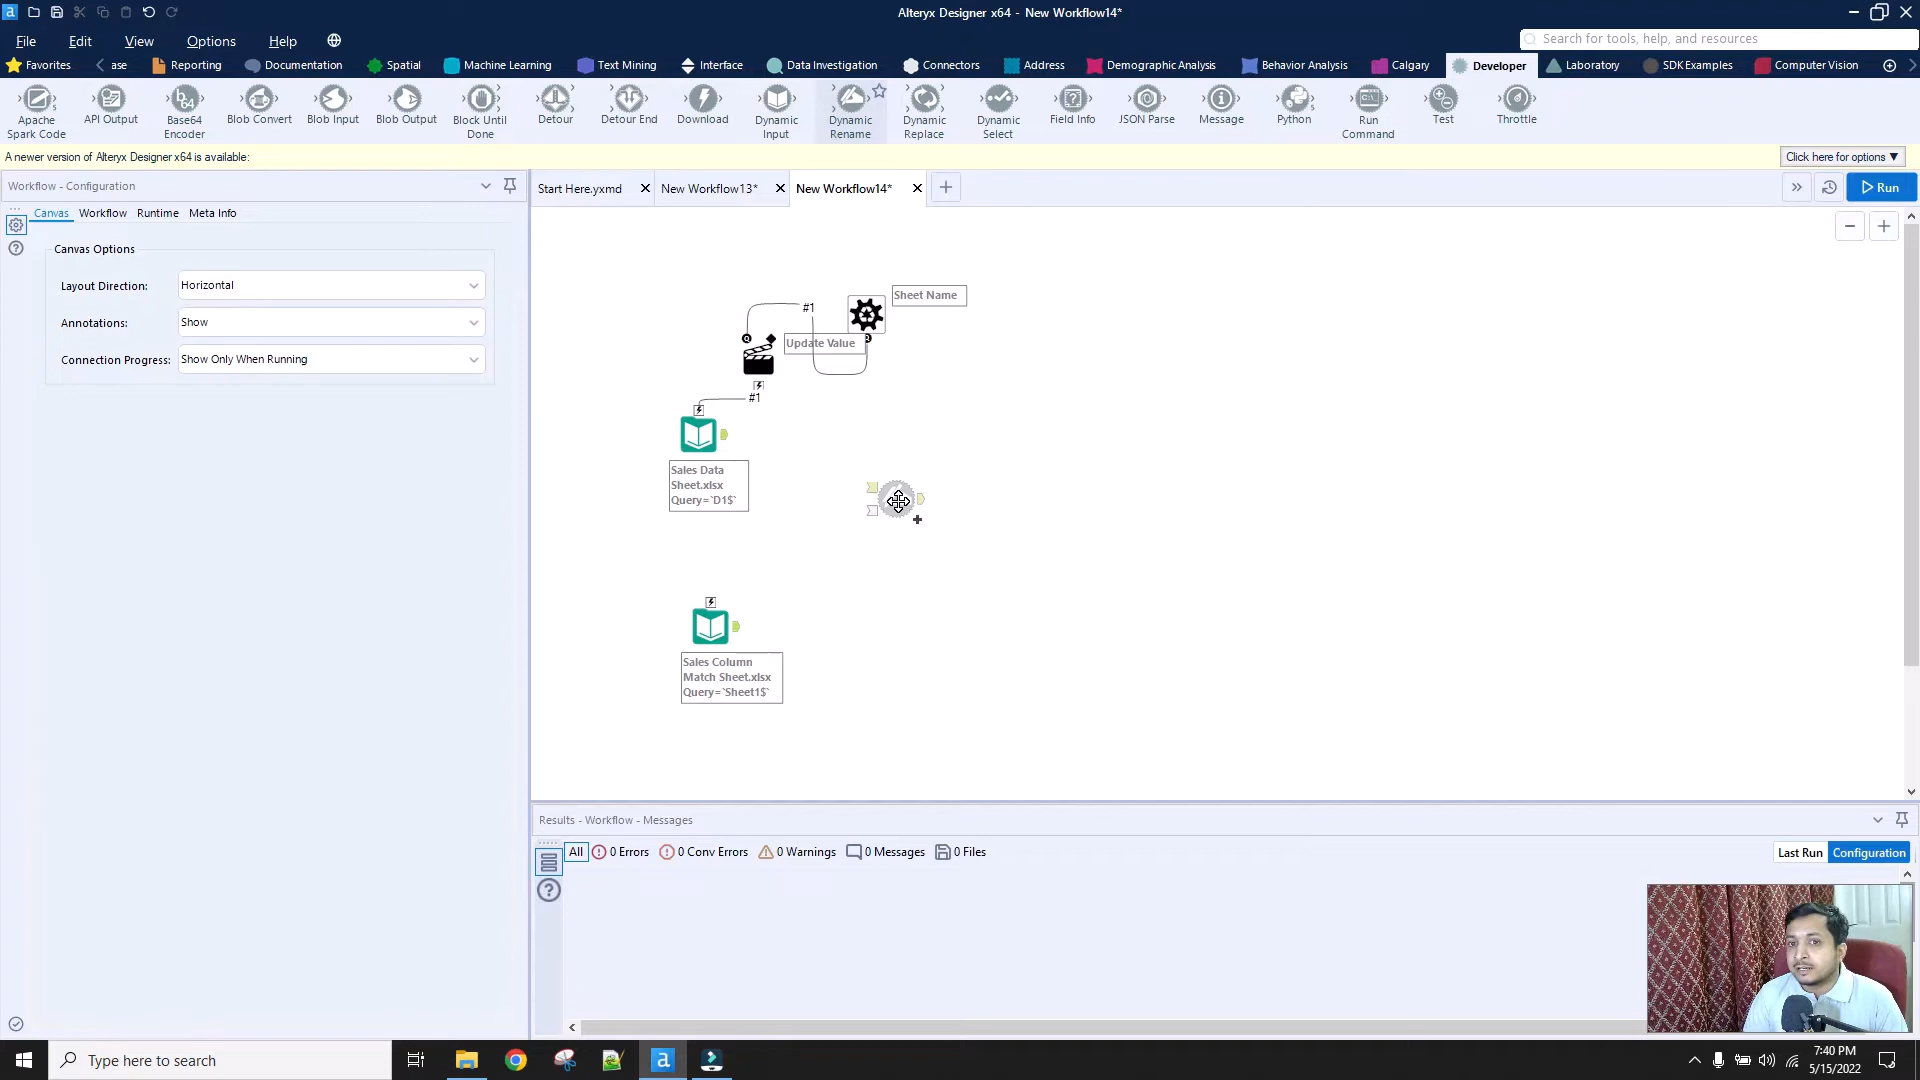 Alteryx Designer x64 - New Workflow14*
File Edit View Options Help
Search for tools, help, and resources
Favorites ase Reporting Documentation Spatial Machine Learning Text Mining Interface Data Investigation Connectors Address Demographic Analysis Behavior Analysis Calgary Developer Laboratory SDK Examples Computer Vision
Apache Spark Code
API Output
Base64 Encoder
Blob Convert
Blob Input
Blob Output
Block Until Done
Detour
Detour End
Download
Dynamic Input
Dynamic Rename
Dynamic Replace
Dynamic Select
Field Info
JSON Parse
Message
Python
Run Command
Test
Throttle
A newer version of Alteryx Designer x64 is available:
Click here for options ▼
Workflow - Configuration
Start Here.yxmd New Workflow13* New Workflow14*
Run
Canvas Workflow Runtime Meta Info
Canvas Options
Layout Direction: Horizontal
Annotations: Show
Connection Progress: Show Only When Running
#1
Sheet Name
Update Value
#1
Sales Data
Sheet.xlsx
Query=`D1$`
Sales Column
Match Sheet.xlsx
Query=`Sheet1$`
Results - Workflow - Messages
All 0 Errors 0 Conv Errors 0 Warnings 0 Messages 0 Files
Last Run Configuration
Type here to search
7:40 PM
5/15/2022